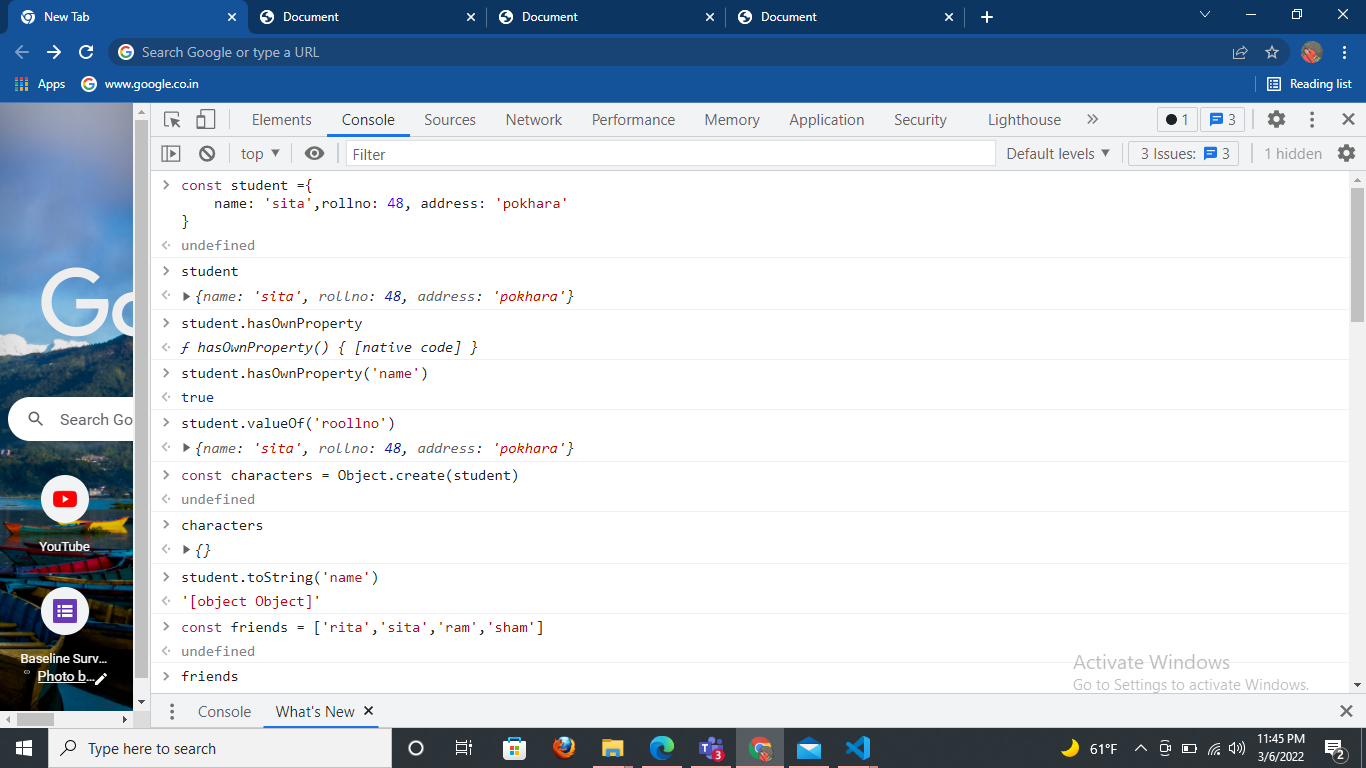 New Tab
Document
Document
Document
Search Google or type a URL
Apps
www.google.co.in
Reading list
Elements Console Sources Network Performance Memory Application Security Lighthouse » 1 3
top Filter Default levels 3 Issues: 3 1 hidden
const student ={
name: 'sita',rollno: 48, address: 'pokhara'
}
undefined
student
{name: 'sita', rollno: 48, address: 'pokhara'}
student.hasOwnProperty
ƒ hasOwnProperty() { [native code] }
student.hasOwnProperty('name')
true
student.valueOf('roollno')
{name: 'sita', rollno: 48, address: 'pokhara'}
const characters = Object.create(student)
undefined
characters
{}
student.toString('name')
'[object Object]'
const friends = ['rita','sita','ram','sham']
undefined
friends
Go
Search Go
YouTube
Baseline Surv...
Photo b...
Activate Windows
Go to Settings to activate Windows.
Console What's New
Type here to search
3
61°F
11:45 PM
3/6/2022
2